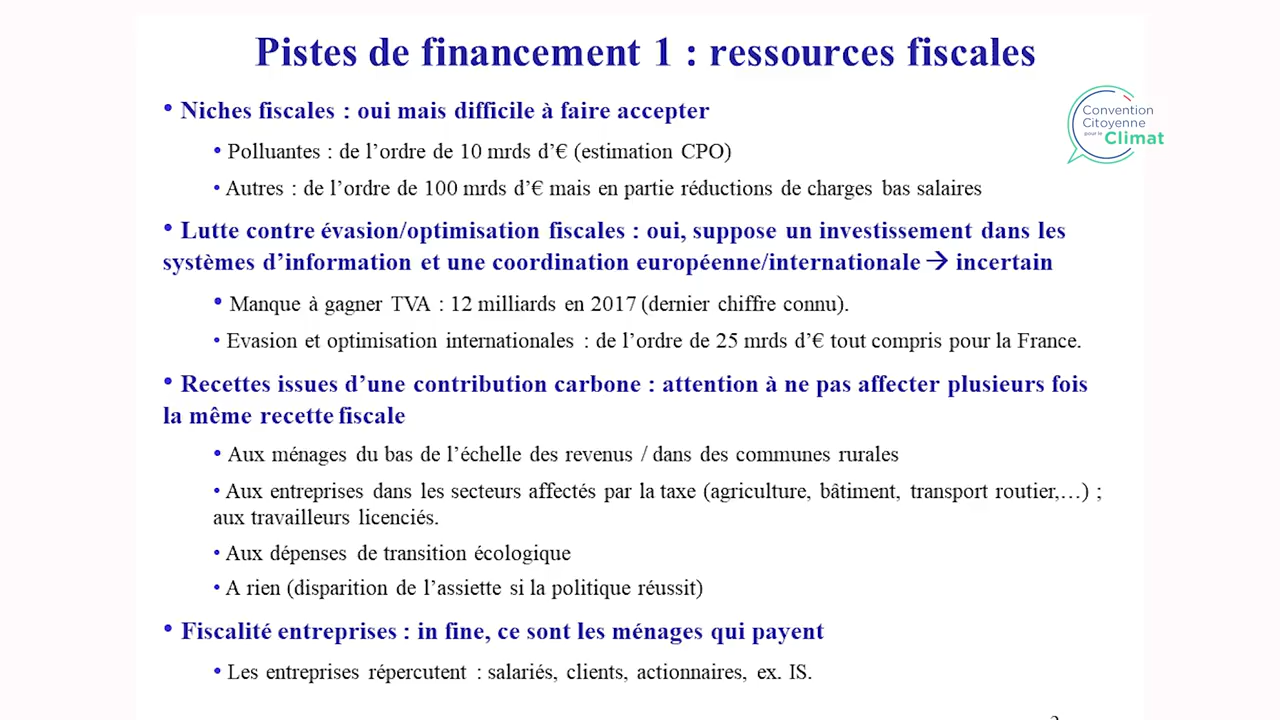 Pistes de financement 1 : ressources fiscales
• Niches fiscales : oui mais difficile à faire accepter
Convention
Citoyenne
pour le Climat
• Polluantes : de l’ordre de 10 mrds d’€ (estimation CPO)
• Autres : de l’ordre de 100 mrds d’€ mais en partie réductions de charges bas salaires
• Lutte contre évasion/optimisation fiscales : oui, suppose un investissement dans les
systèmes d’information et une coordination européenne/internationale → incertain
• Manque à gagner TVA : 12 milliards en 2017 (dernier chiffre connu).
• Evasion et optimisation internationales : de l’ordre de 25 mrds d’€ tout compris pour la France.
• Recettes issues d’une contribution carbone : attention à ne pas affecter plusieurs fois
la même recette fiscale
• Aux ménages du bas de l’échelle des revenus / dans des communes rurales
• Aux entreprises dans les secteurs affectés par la taxe (agriculture, bâtiment, transport routier,…) ;
aux travailleurs licenciés.
• Aux dépenses de transition écologique
• A rien (disparition de l’assiette si la politique réussit)
• Fiscalité entreprises : in fine, ce sont les ménages qui payent
• Les entreprises répercutent : salariés, clients, actionnaires, ex. IS.